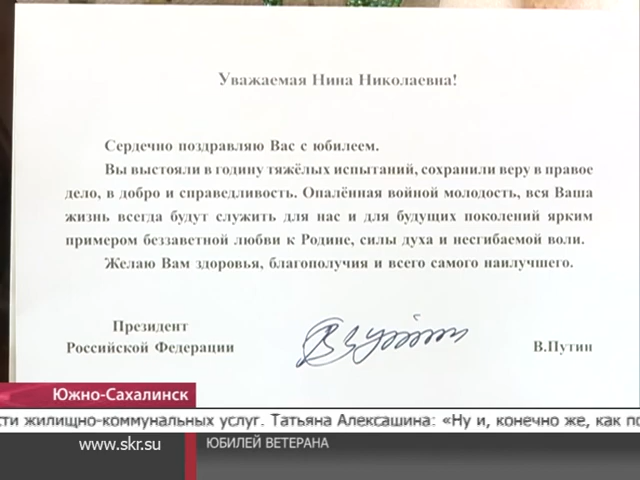 Уважаемая Нина Николаевна!
Сердечно поздравляю Вас с юбилеем.
Вы выстояли в годину тяжёлых испытаний, сохранили веру в правое
дело, в добро и справедливость. Опалённая войной молодость, вся Ваша
жизнь всегда будут служить для нас и для будущих поколений ярким
примером беззаветной любви к Родине, силы духа и несгибаемой воли.
Желаю Вам здоровья, благополучия и всего самого наилучшего.
Президент
Российской Федерации
В.Путин
Южно-Сахалинск
сти жилищно-коммунальных услуг. Татьяна Алексашина: «Ну и, конечно же, как по
www.skr.su
ЮБИЛЕЙ ВЕТЕРАНА